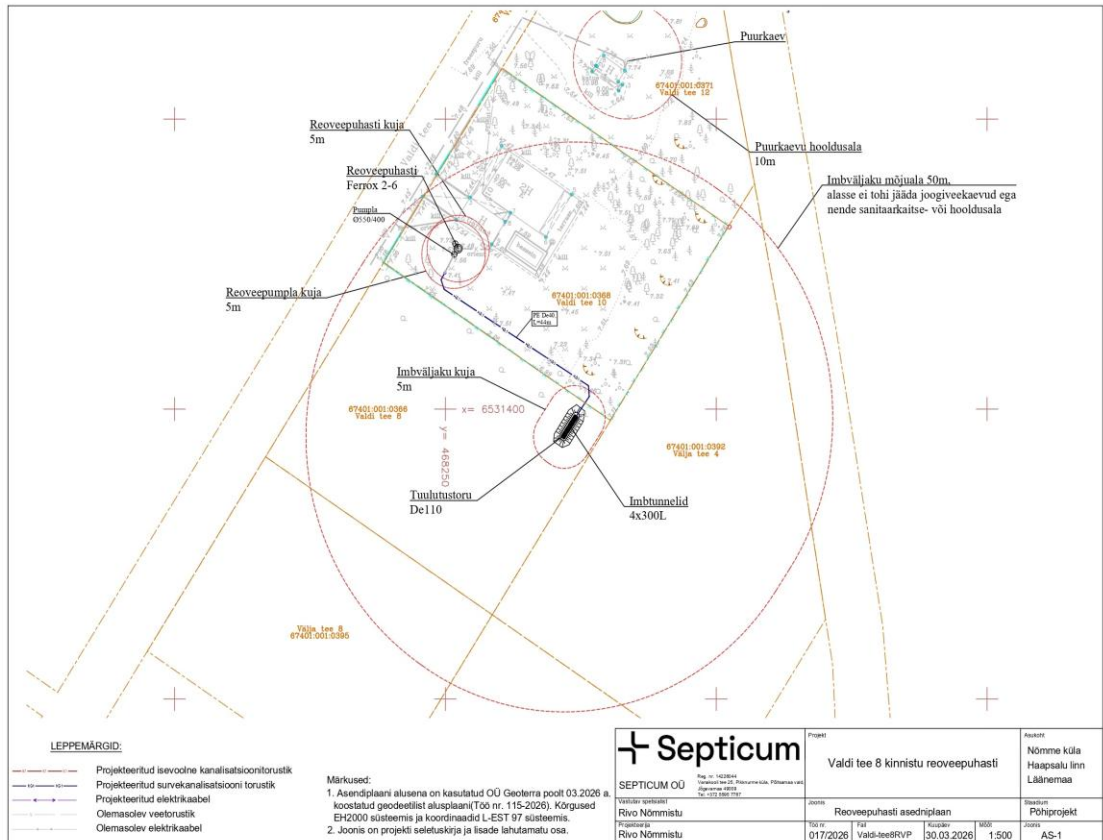 Puurkaev
67401:001:0371
Valdi tee 12
Valdi tee
Reoveepuhasti kuja
5m
Puurkaevu hooldusala
10m
Reoveepuhasti
Ferrox 2-6
Imbväljaku mõjuala 50m,
alasse ei tohi jääda joogiveekaevud ega
nende sanitaarkaitse- või hooldusala
Pumpla
Ø550/400
Reoveepumpla kuja
5m
67401:001:0368
Valdi tee 10
PE De40,
L=44m
Imbväljaku kuja
5m
67401:001:0366
Valdi tee 8
x= 6531400
y= 468250
67401:001:0392
Välja tee 4
Tuulutustoru
De110
Imbtunnelid
4x300L
Välja tee 8
67401:001:0395
LEPPEMÄRGID:
Projekteeritud isevoolne kanalisatsioonitorustik
Projekteeritud survekanalisatsiooni torustik
Projekteeritud elektrikaabel
Olemasolev veetorustik
Olemasolev elektrikaabel
Märkused:
1. Asendiplaani alusena on kasutatud OÜ Geoterra poolt 03.2026 a.
koostatud geodeetilist alusplaani(Töö nr. 115-2026). Kõrgused
EH2000 süsteemis ja koordinaadid L-EST 97 süsteemis.
2. Joonis on projekti seletuskirja ja lisade lahutamatu osa.
Septicum
SEPTICUM OÜ
Projekt
Valdi tee 8 kinnistu reoveepuhasti
Asukoht
Nõmme küla
Haapsalu linn
Läänemaa
Vastutav spetsialist
Rivo Nõmmistu
Joonis
Reoveepuhasti asedniplaan
Staadium
Põhiprojekt
Projekteerija
Rivo Nõmmistu
Töö nr.
017/2026
Fail
Valdi-tee8RVP
Kuupäev
30.03.2026
Mõõt
1:500
Joonis
AS-1